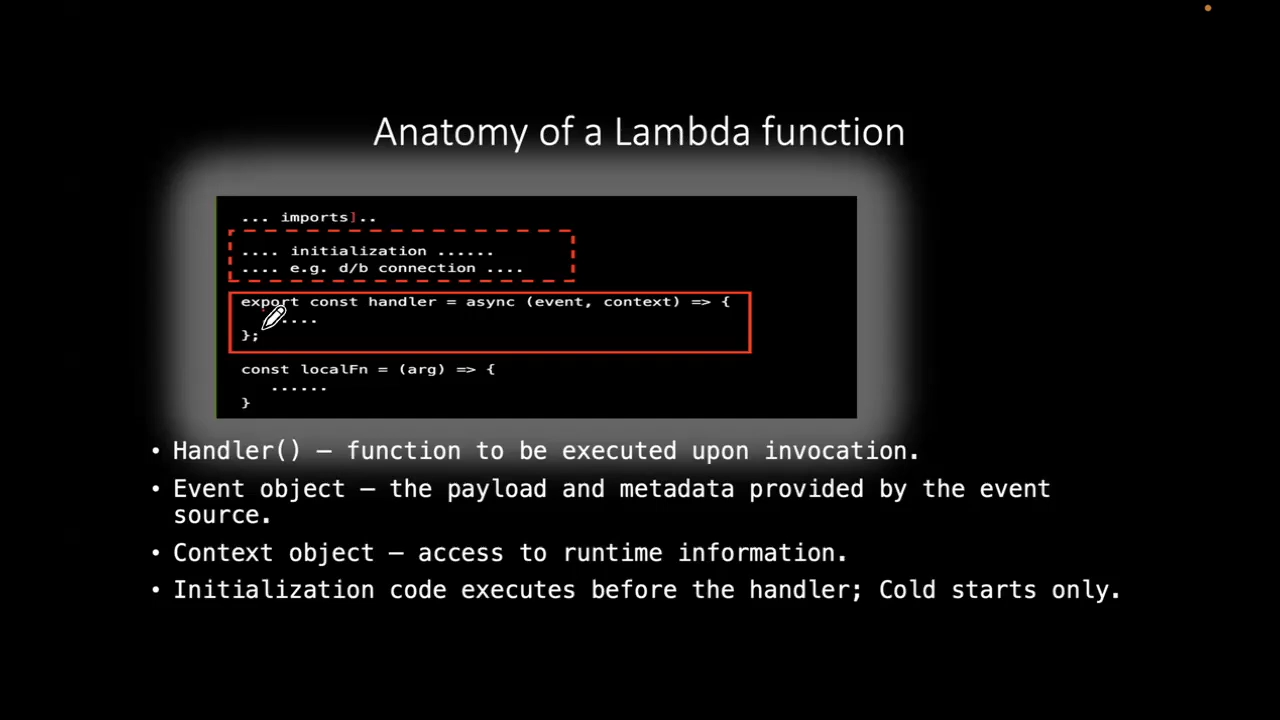 Anatomy of a Lambda function
... imports]..
.... initialization ......
.... e.g. d/b connection ....
export const handler = async (event, context) => {
....
};
const localFn = (arg) => {
......
}
• Handler() – function to be executed upon invocation.
• Event object – the payload and metadata provided by the event
source.
• Context object – access to runtime information.
• Initialization code executes before the handler; Cold starts only.